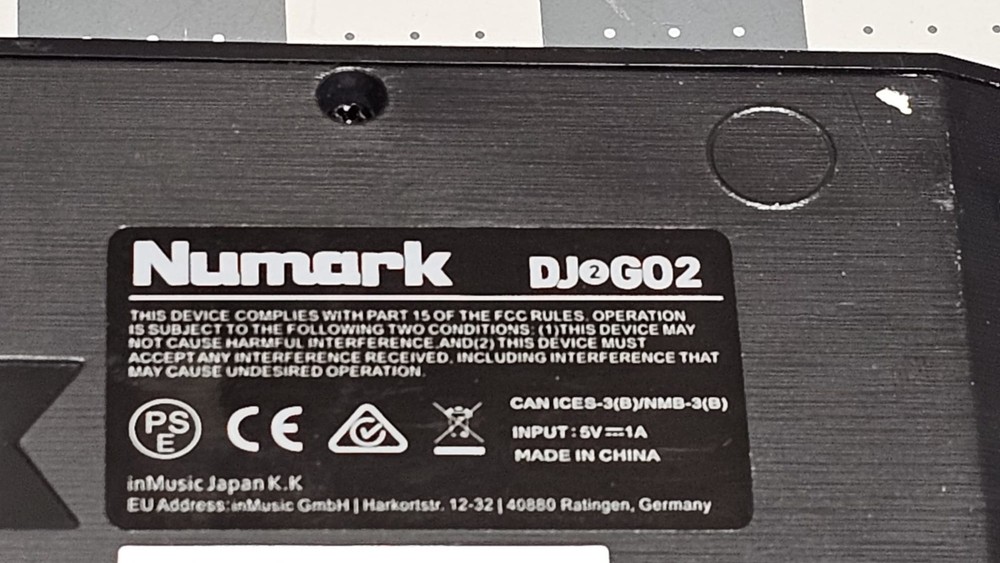 Numark
DJ2GO2
THIS DEVICE COMPLIES WITH PART 15 OF THE FCC RULES. OPERATION
IS SUBJECT TO THE FOLLOWING TWO CONDITIONS: (1)THIS DEVICE MAY
NOT CAUSE HARMFUL INTERFERENCE.AND(2) THIS DEVICE MUST
ACCEPT ANY INTERFERENCE RECEIVED. INCLUDING INTERFERENCE THAT
MAY CAUSE UNDESIRED OPERATION.
PS
E
CE
CAN ICES-3(B)/NMB-3(B)
INPUT : 5V⎓1A
MADE IN CHINA
inMusic Japan K.K
EU Address: inMusic GmbH | Harkortstr. 12-32 | 40880 Ratingen, Germany